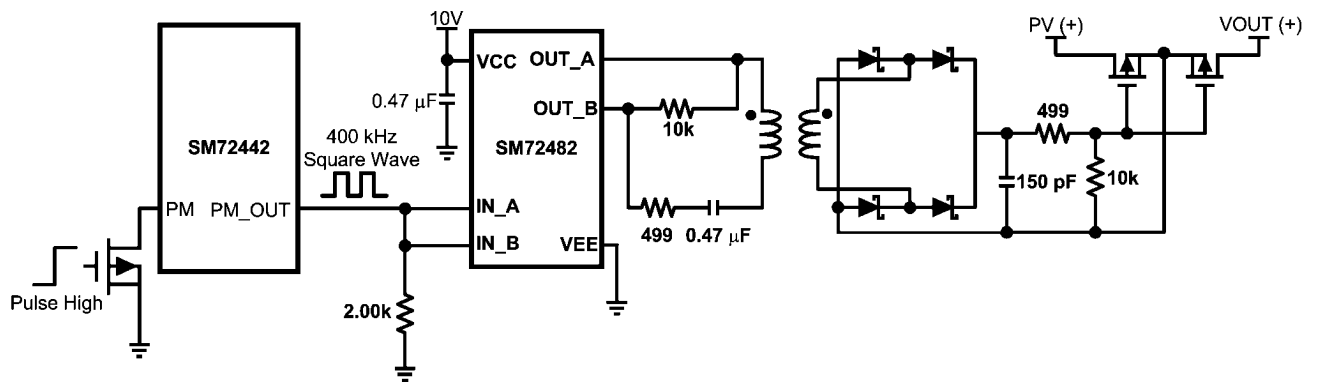 10V
PV (+)
VOUT (+)
VCC
OUT_A
0.47 µF
OUT_B
10k
499
SM72442
400 kHz
Square Wave
SM72482
150 pF
10k
PM
PM_OUT
IN_A
499
0.47 µF
IN_B
VEE
Pulse High
2.00k